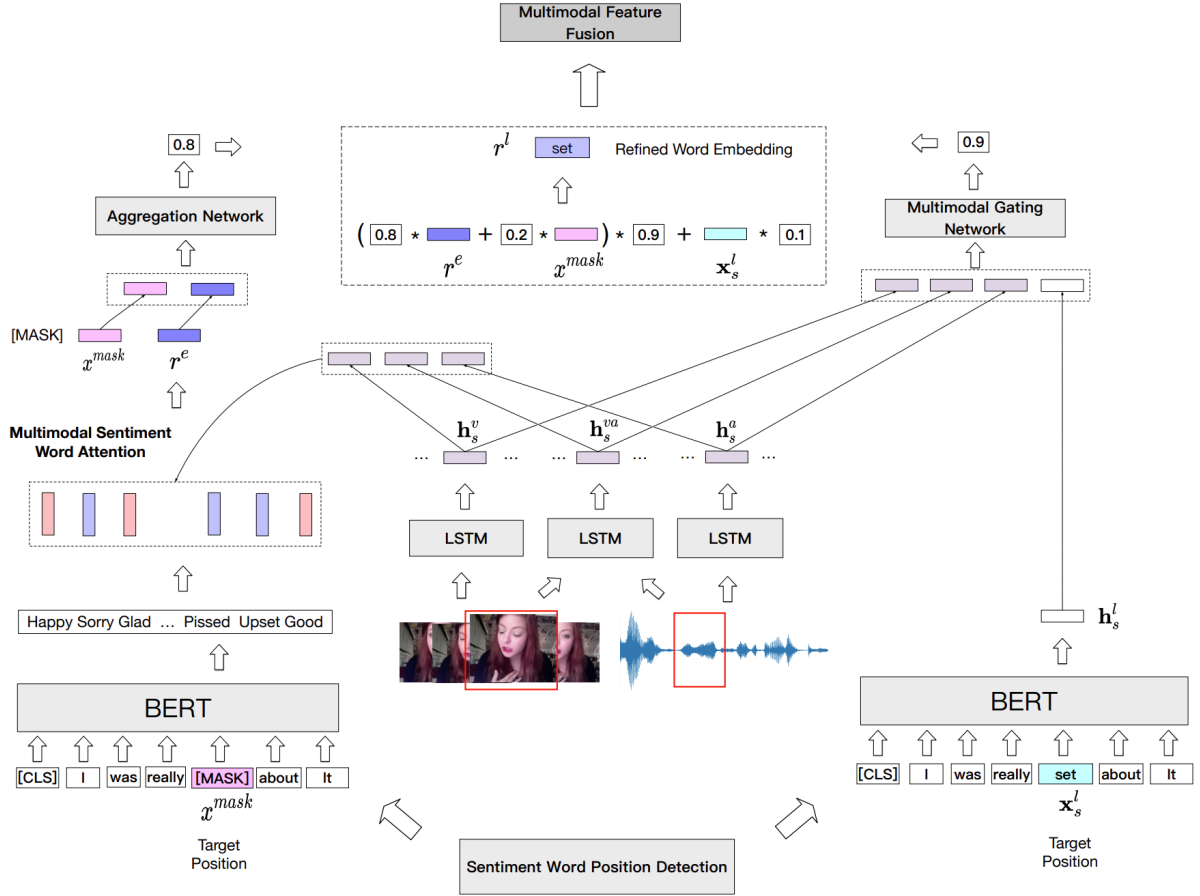 Multimodal Feature
Fusion
0.8
0.9
r^l
set
Refined Word Embedding
Aggregation Network
Multimodal Gating
Network
( 0.8 * + 0.2 * ) * 0.9 + * 0.1
r^e
x^mask
x_s^l
[MASK]
x^mask
r^e
Multimodal Sentiment
Word Attention
h_s^v
h_s^va
h_s^a
... ... ... ... ...
LSTM
LSTM
LSTM
Happy Sorry Glad ... Pissed Upset Good
h_s^l
BERT
BERT
[CLS] I was really [MASK] about It
[CLS] I was really set about It
x^mask
x_s^l
Target
Position
Target
Position
Sentiment Word Position Detection